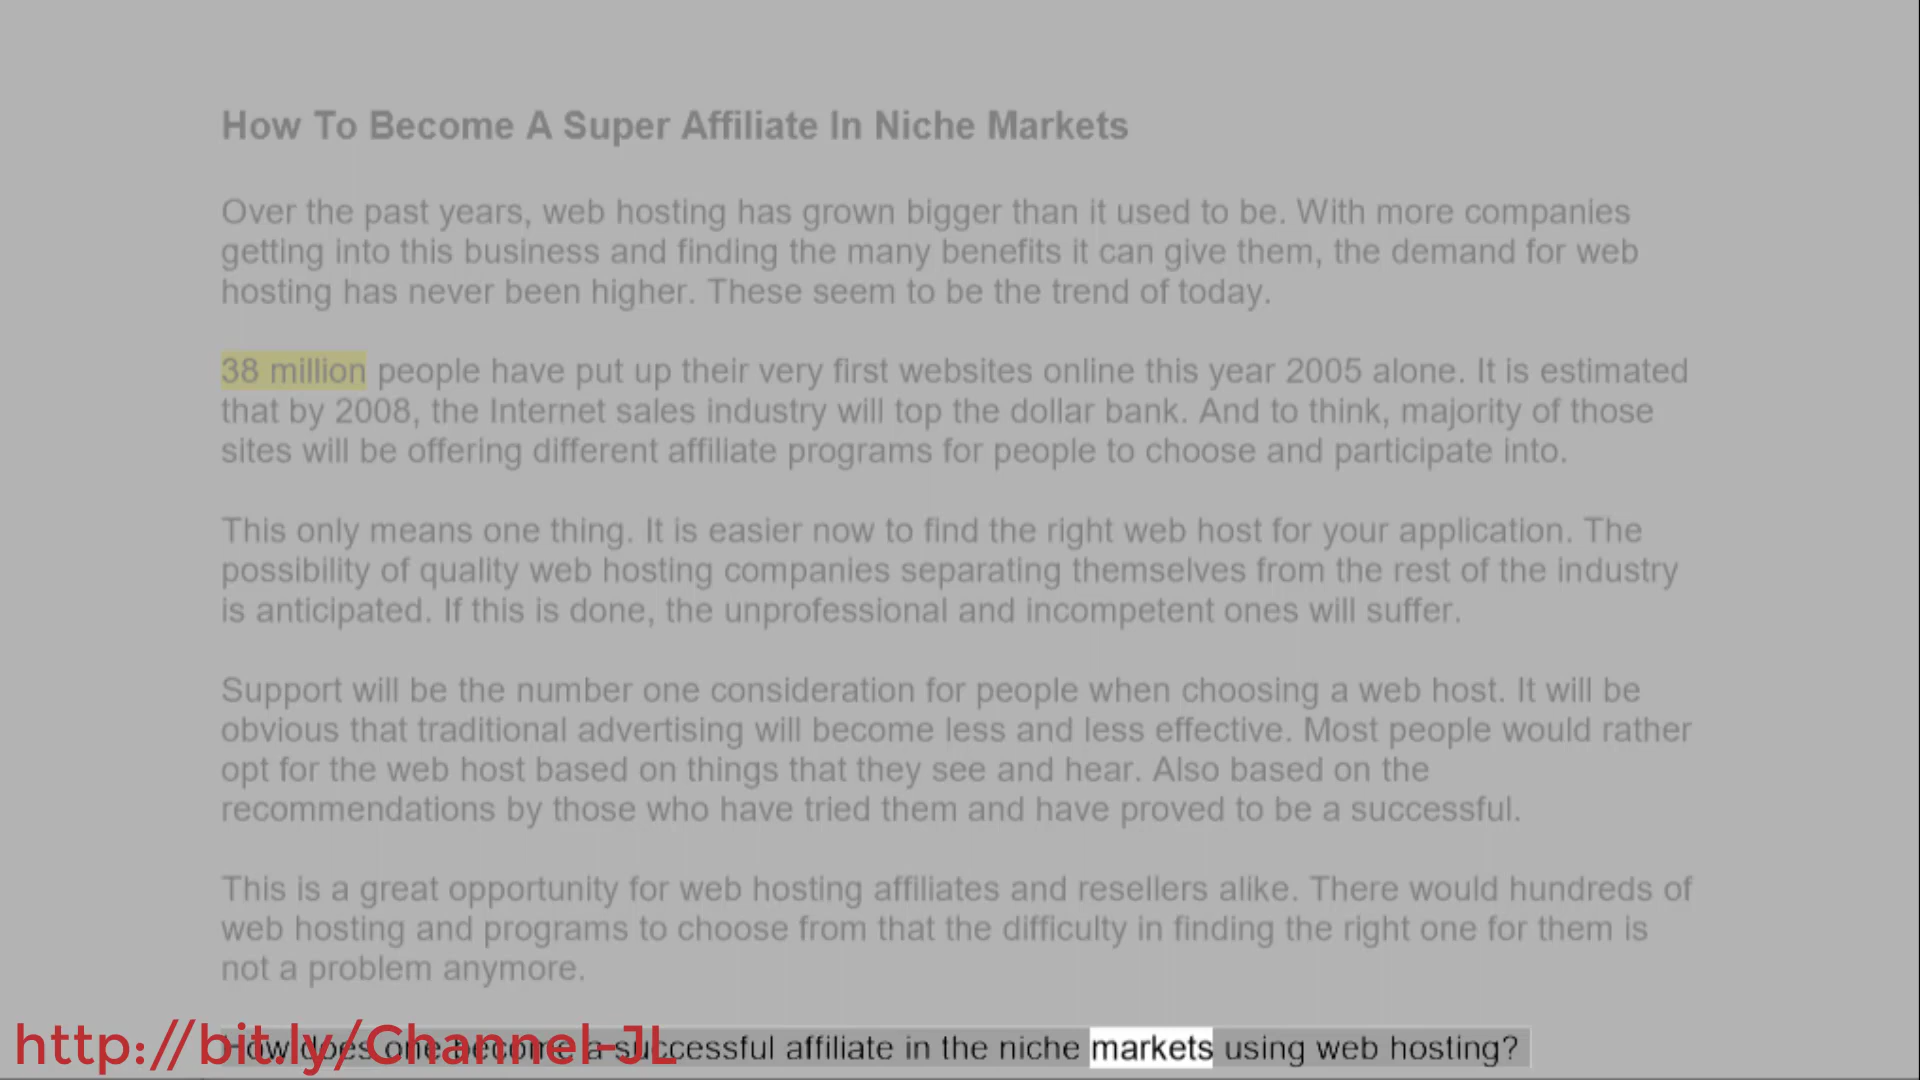 How To Become A Super Affiliate In Niche Markets
Over the past years, web hosting has grown bigger than it used to be. With more companies
getting into this business and finding the many benefits it can give them, the demand for web
hosting has never been higher. These seem to be the trend of today.
38 million people have put up their very first websites online this year 2005 alone. It is estimated
that by 2008, the Internet sales industry will top the dollar bank. And to think, majority of those
sites will be offering different affiliate programs for people to choose and participate into.
This only means one thing. It is easier now to find the right web host for your application. The
possibility of quality web hosting companies separating themselves from the rest of the industry
is anticipated. If this is done, the unprofessional and incompetent ones will suffer.
Support will be the number one consideration for people when choosing a web host. It will be
obvious that traditional advertising will become less and less effective. Most people would rather
opt for the web host based on things that they see and hear. Also based on the
recommendations by those who have tried them and have proved to be a successful.
This is a great opportunity for web hosting affiliates and resellers alike. There would hundreds of
web hosting and programs to choose from that the difficulty in finding the right one for them is
not a problem anymore.
How does one become a successful affiliate in the niche markets using web hosting?
http://bit.ly/Channel-JL